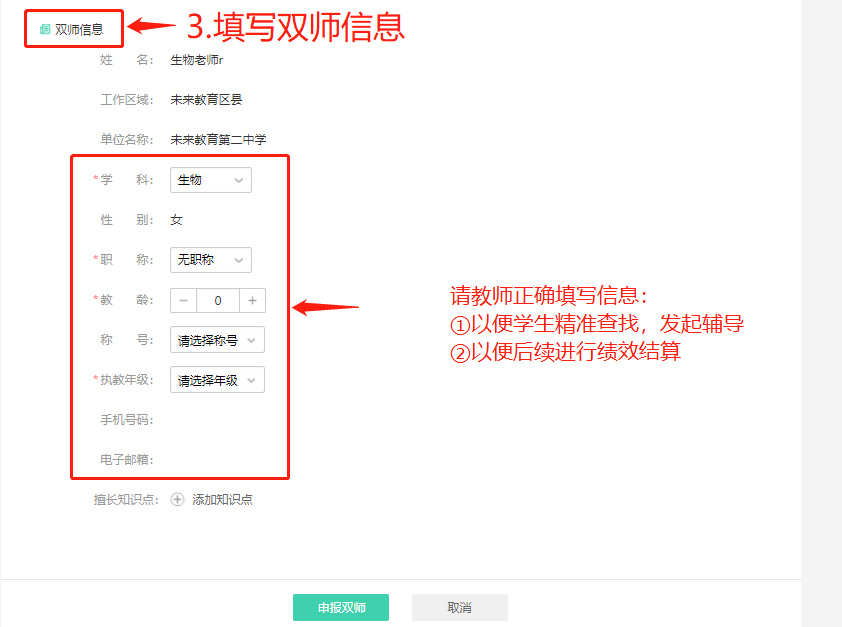 双师信息
3.填写双师信息
姓 名: 生物老师r
工作区域: 未来教育区县
单位名称: 未来教育第二中学
*学 科: 生物
性 别: 女
*职 称: 无职称
*教 龄: － 0 +
称 号: 请选择称号
*执教年级: 请选择年级
手机号码:
电子邮箱:
擅长知识点: 添加知识点
请教师正确填写信息:
①以便学生精准查找，发起辅导
②以便后续进行绩效结算
申报双师 取消